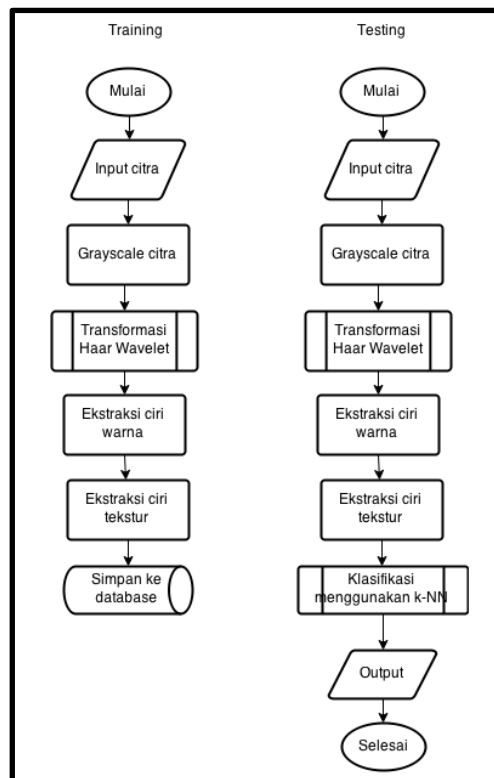 Training
Mulai
Input citra
Grayscale citra
Transformasi
Haar Wavelet
Ekstraksi ciri
warna
Ekstraksi ciri
tekstur
Simpan ke
database
Testing
Mulai
Input citra
Grayscale citra
Transformasi
Haar Wavelet
Ekstraksi ciri
warna
Ekstraksi ciri
tekstur
Klasifikasi
menggunakan k-NN
Output
Selesai